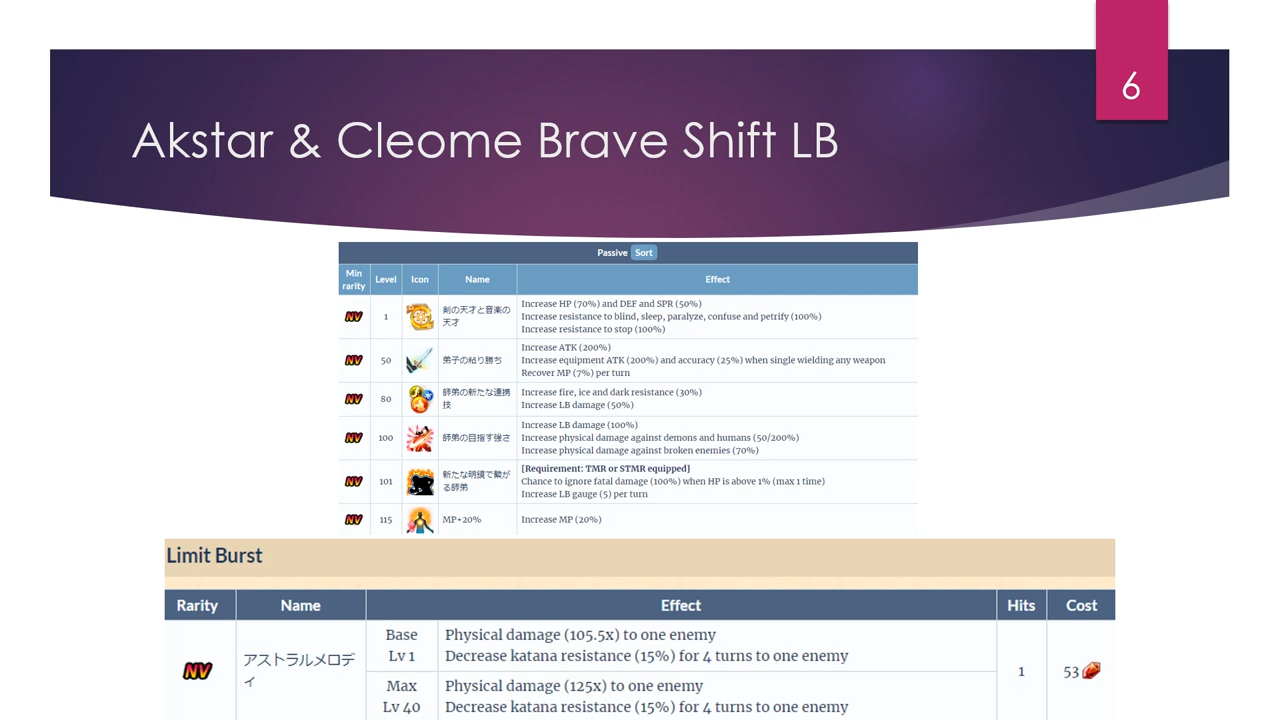 6
Akstar & Cleome Brave Shift LB
Passive Sort
Min rarity Level Icon Name Effect
NV 1 剣の天才と音楽の天才 Increase HP (70%) and DEF and SPR (50%)
Increase resistance to blind, sleep, paralyze, confuse and petrify (100%)
Increase resistance to stop (100%)
NV 50 弟子の粘り勝ち Increase ATK (200%)
Increase equipment ATK (200%) and accuracy (25%) when single wielding any weapon
Recover MP (7%) per turn
NV 80 師弟の新たな連携技 Increase fire, ice and dark resistance (30%)
Increase LB damage (50%)
NV 100 師弟の目指す強さ Increase LB damage (100%)
Increase physical damage against demons and humans (50/200%)
Increase physical damage against broken enemies (70%)
NV 101 新たな明鏡で繋がる師弟 [Requirement: TMR or STMR equipped]
Chance to ignore fatal damage (100%) when HP is above 1% (max 1 time)
Increase LB gauge (5) per turn
NV 115 MP+20% Increase MP (20%)
Limit Burst
Rarity Name Effect Hits Cost
NV アストラルメロディ Base Lv 1 Physical damage (105.5x) to one enemy
Decrease katana resistance (15%) for 4 turns to one enemy
1 53
Max Lv 40 Physical damage (125x) to one enemy
Decrease katana resistance (15%) for 4 turns to one enemy